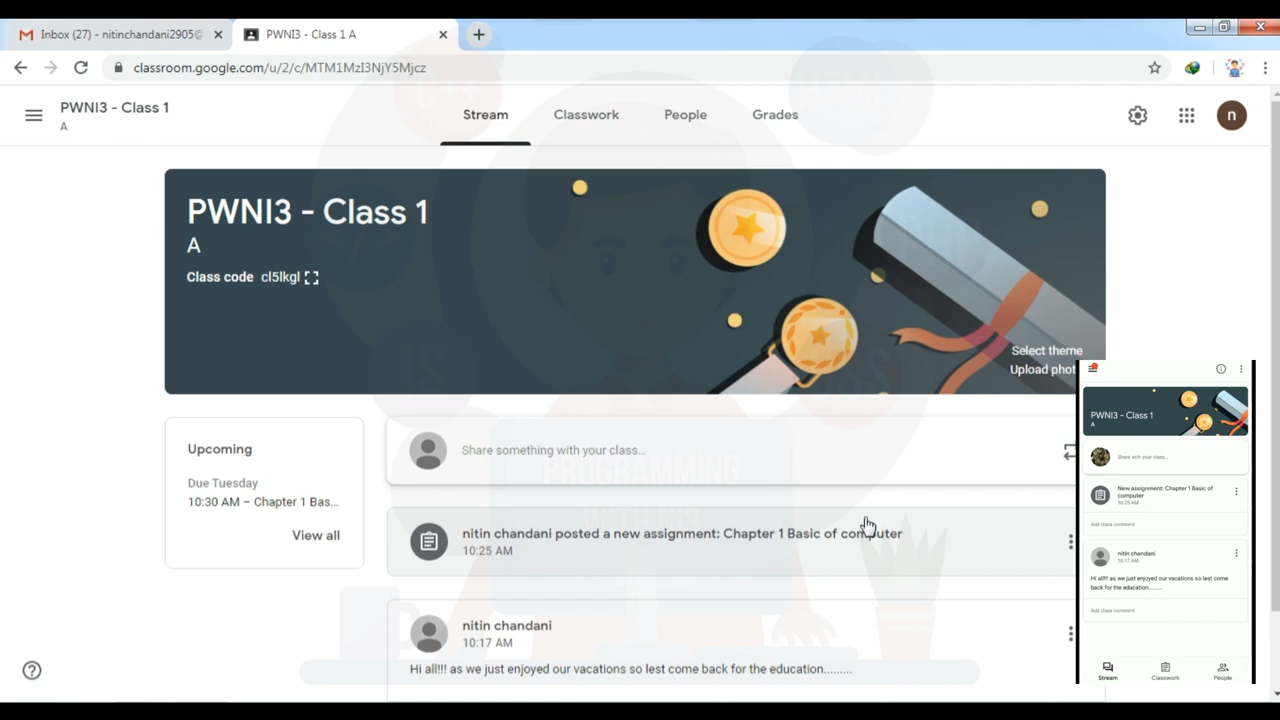 Inbox (27) - nitinchandani2905@
PWNI3 - Class 1 A
classroom.google.com/u/2/c/MTM1MzI3NjY5Mjcz
PWNI3 - Class 1
A
Stream
Classwork
People
Grades
n
PWNI3 - Class 1
A
Class code cl5lkgl
Select theme
Upload phot
Upcoming
Due Tuesday
10:30 AM – Chapter 1 Bas...
View all
Share something with your class...
nitin chandani posted a new assignment: Chapter 1 Basic of computer
10:25 AM
nitin chandani
10:17 AM
Hi all!!! as we just enjoyed our vacations so lest come back for the education.........
PWNI3 - Class 1
A
Share with your class...
New assignment: Chapter 1 Basic of
computer
10:25 AM
Add class comment
nitin chandani
10:17 AM
Hi all!!! as we just enjoyed our vacations so lest come
back for the education.........
Add class comment
Stream
Classwork
People